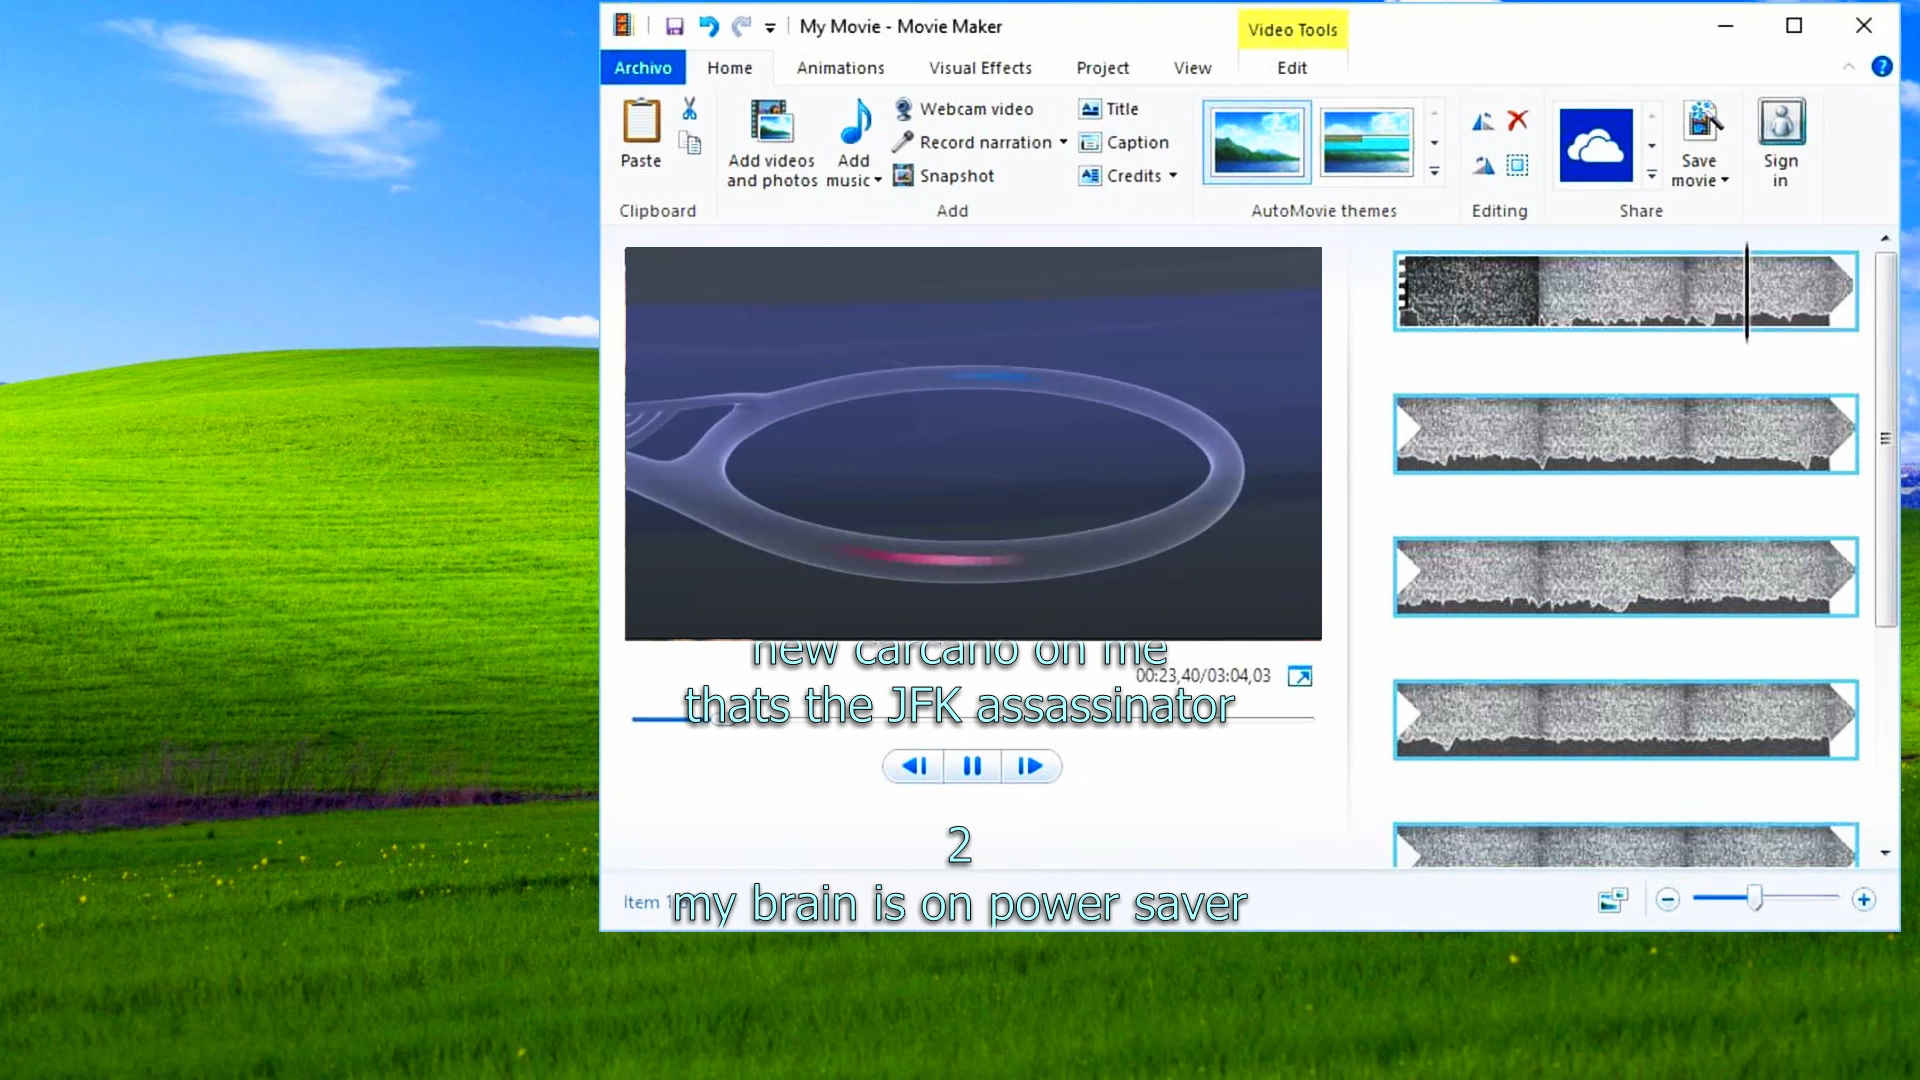 My Movie - Movie Maker
Video Tools
Archivo
Home
Animations
Visual Effects
Project
View
Edit
Paste
Clipboard
Add videos
and photos
Add
music
Webcam video
Record narration
Snapshot
Title
Caption
Credits
Add
AutoMovie themes
Editing
Save
movie
Share
Sign
in
new carcano on me
00:23,40/03:04,03
thats the JFK assassinator
2
Item
my brain is on power saver